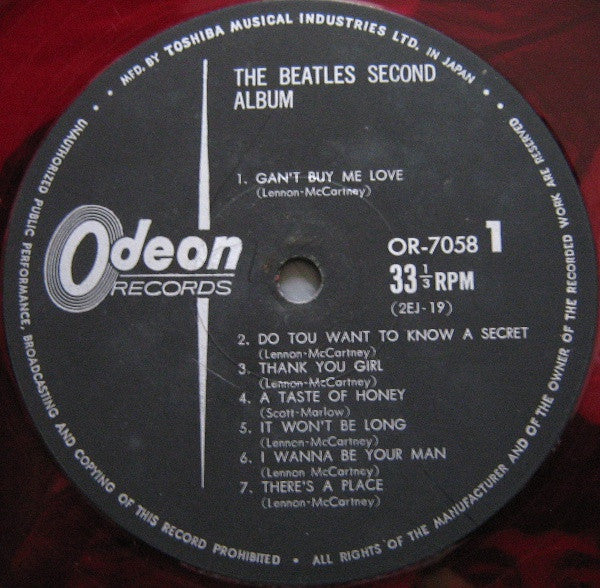 MFD. BY TOSHIBA MUSICAL INDUSTRIES LTD. IN JAPAN •
ALL RIGHTS OF THE MANUFACTURER AND OF THE OWNER OF THE RECORDED WORK ARE RESERVED
UNAUTHORIZED PUBLIC PERFORMANCE, BROADCASTING AND COPYING OF THIS RECORD PROHIBITED •
THE BEATLES SECOND
ALBUM
1. GAN'T BUY ME LOVE
(Lennon-McCartney)
Odeon
RECORDS
OR-7058 1
33 1/3 RPM
(2EJ-19)
2. DO TOU WANT TO KNOW A SECRET
(Lennon-McCartney)
3. THANK YOU GIRL
(Lennon-McCartney)
4. A TASTE OF HONEY
(Scott-Marlow)
5. IT WON'T BE LONG
(Lennon-McCartney)
6. I WANNA BE YOUR MAN
(Lennon McCartney)
7. THERE'S A PLACE
(Lennon-McCartney)